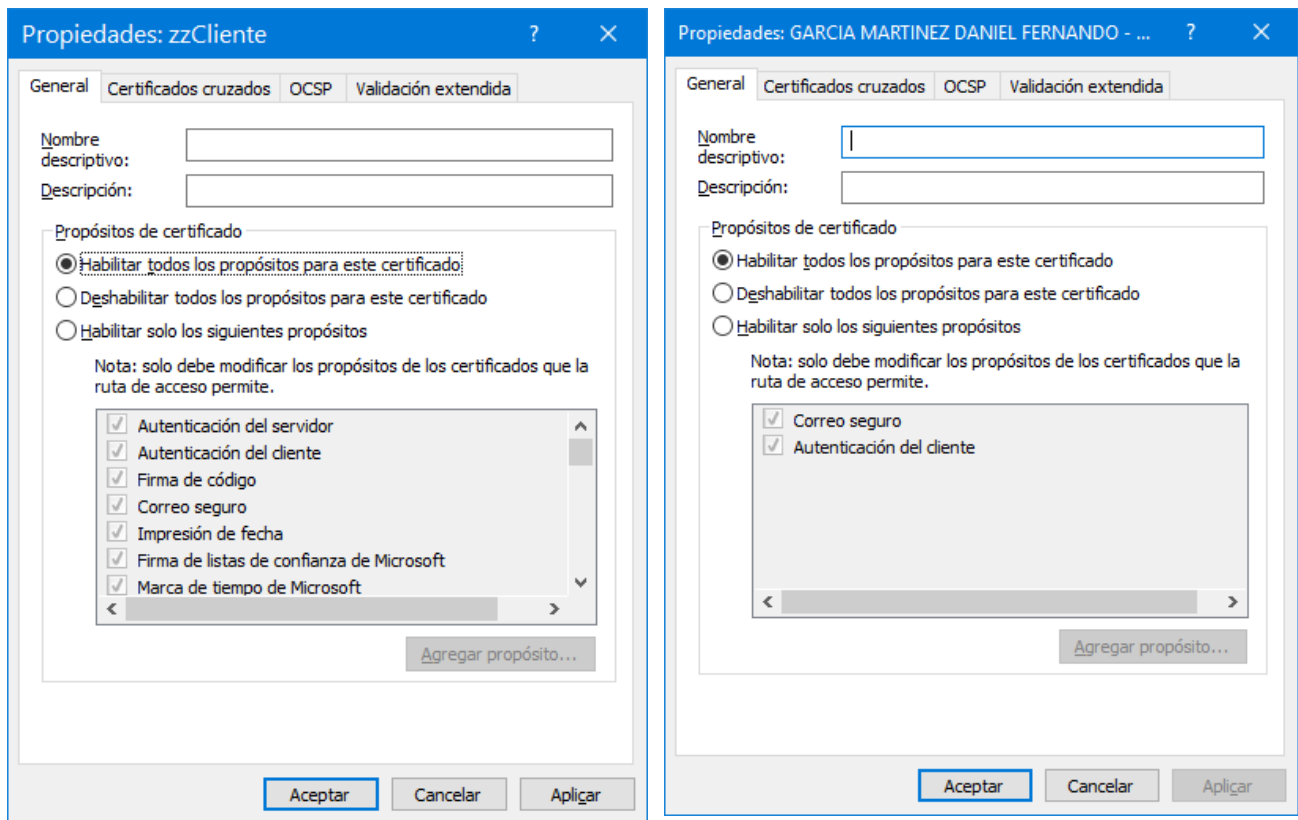 Propiedades: zzCliente
General Certificados cruzados OCSP Validación extendida
Nombre
descriptivo:
Descripción:
Propósitos de certificado
Habilitar todos los propósitos para este certificado
Deshabilitar todos los propósitos para este certificado
Habilitar solo los siguientes propósitos
Nota: solo debe modificar los propósitos de los certificados que la
ruta de acceso permite.
Autenticación del servidor
Autenticación del cliente
Firma de código
Correo seguro
Impresión de fecha
Firma de listas de confianza de Microsoft
Marca de tiempo de Microsoft
Agregar propósito...
Aceptar Cancelar Aplicar
Propiedades: GARCIA MARTINEZ DANIEL FERNANDO - ...
General Certificados cruzados OCSP Validación extendida
Nombre
descriptivo:
Descripción:
Propósitos de certificado
Habilitar todos los propósitos para este certificado
Deshabilitar todos los propósitos para este certificado
Habilitar solo los siguientes propósitos
Nota: solo debe modificar los propósitos de los certificados que la
ruta de acceso permite.
Correo seguro
Autenticación del cliente
Agregar propósito...
Aceptar Cancelar Aplicar